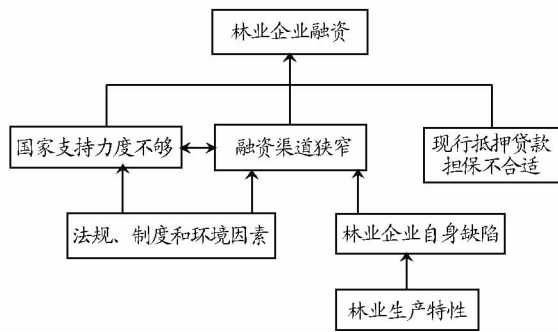 林业企业融资
国家支持力度不够
融资渠道狭窄
现行抵押贷款
担保不合适
法规、制度和环境因素
林业企业自身缺陷
林业生产特性